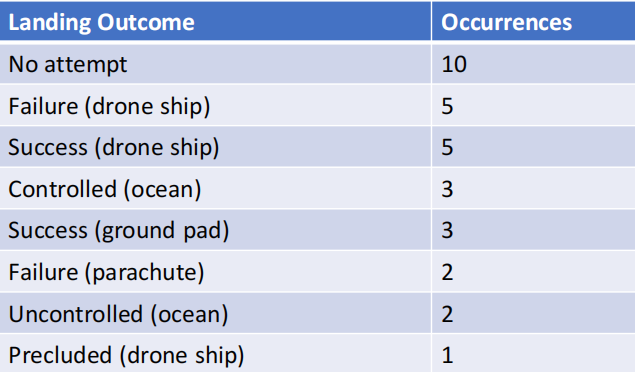 Landing Outcome Occurrences
No attempt 10
Failure (drone ship) 5
Success (drone ship) 5
Controlled (ocean) 3
Success (ground pad) 3
Failure (parachute) 2
Uncontrolled (ocean) 2
Precluded (drone ship) 1